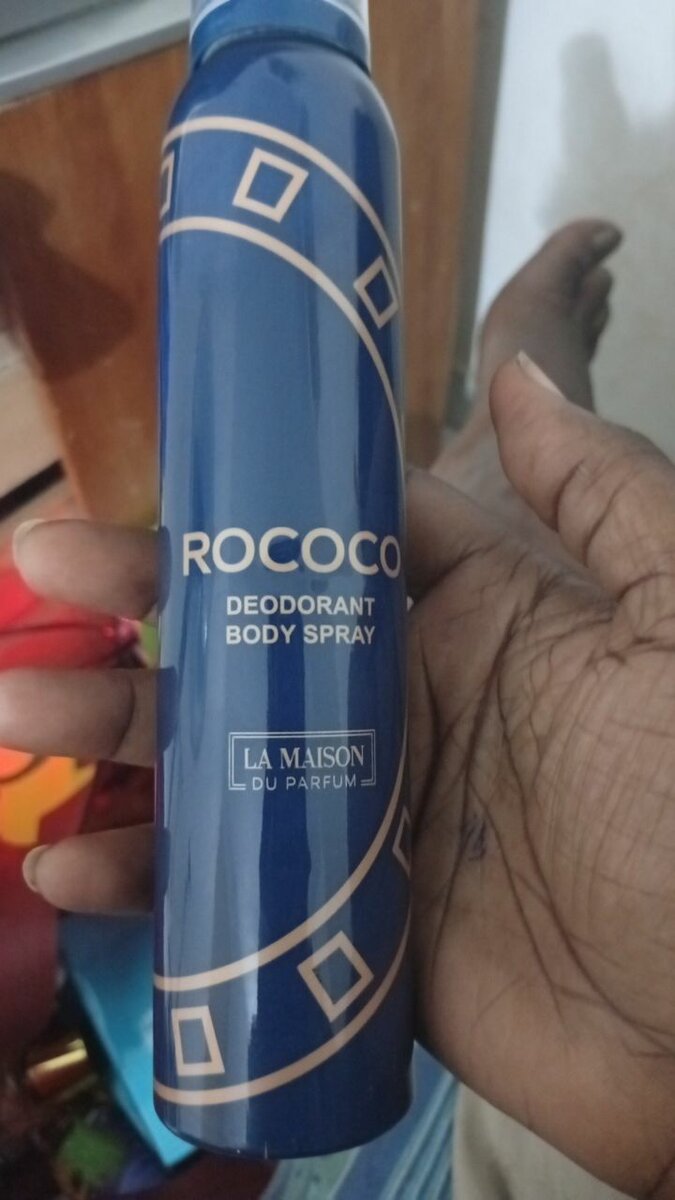 ROCOCO
DEODORANT
BODY SPRAY
LA MAISON
DU PARFUM